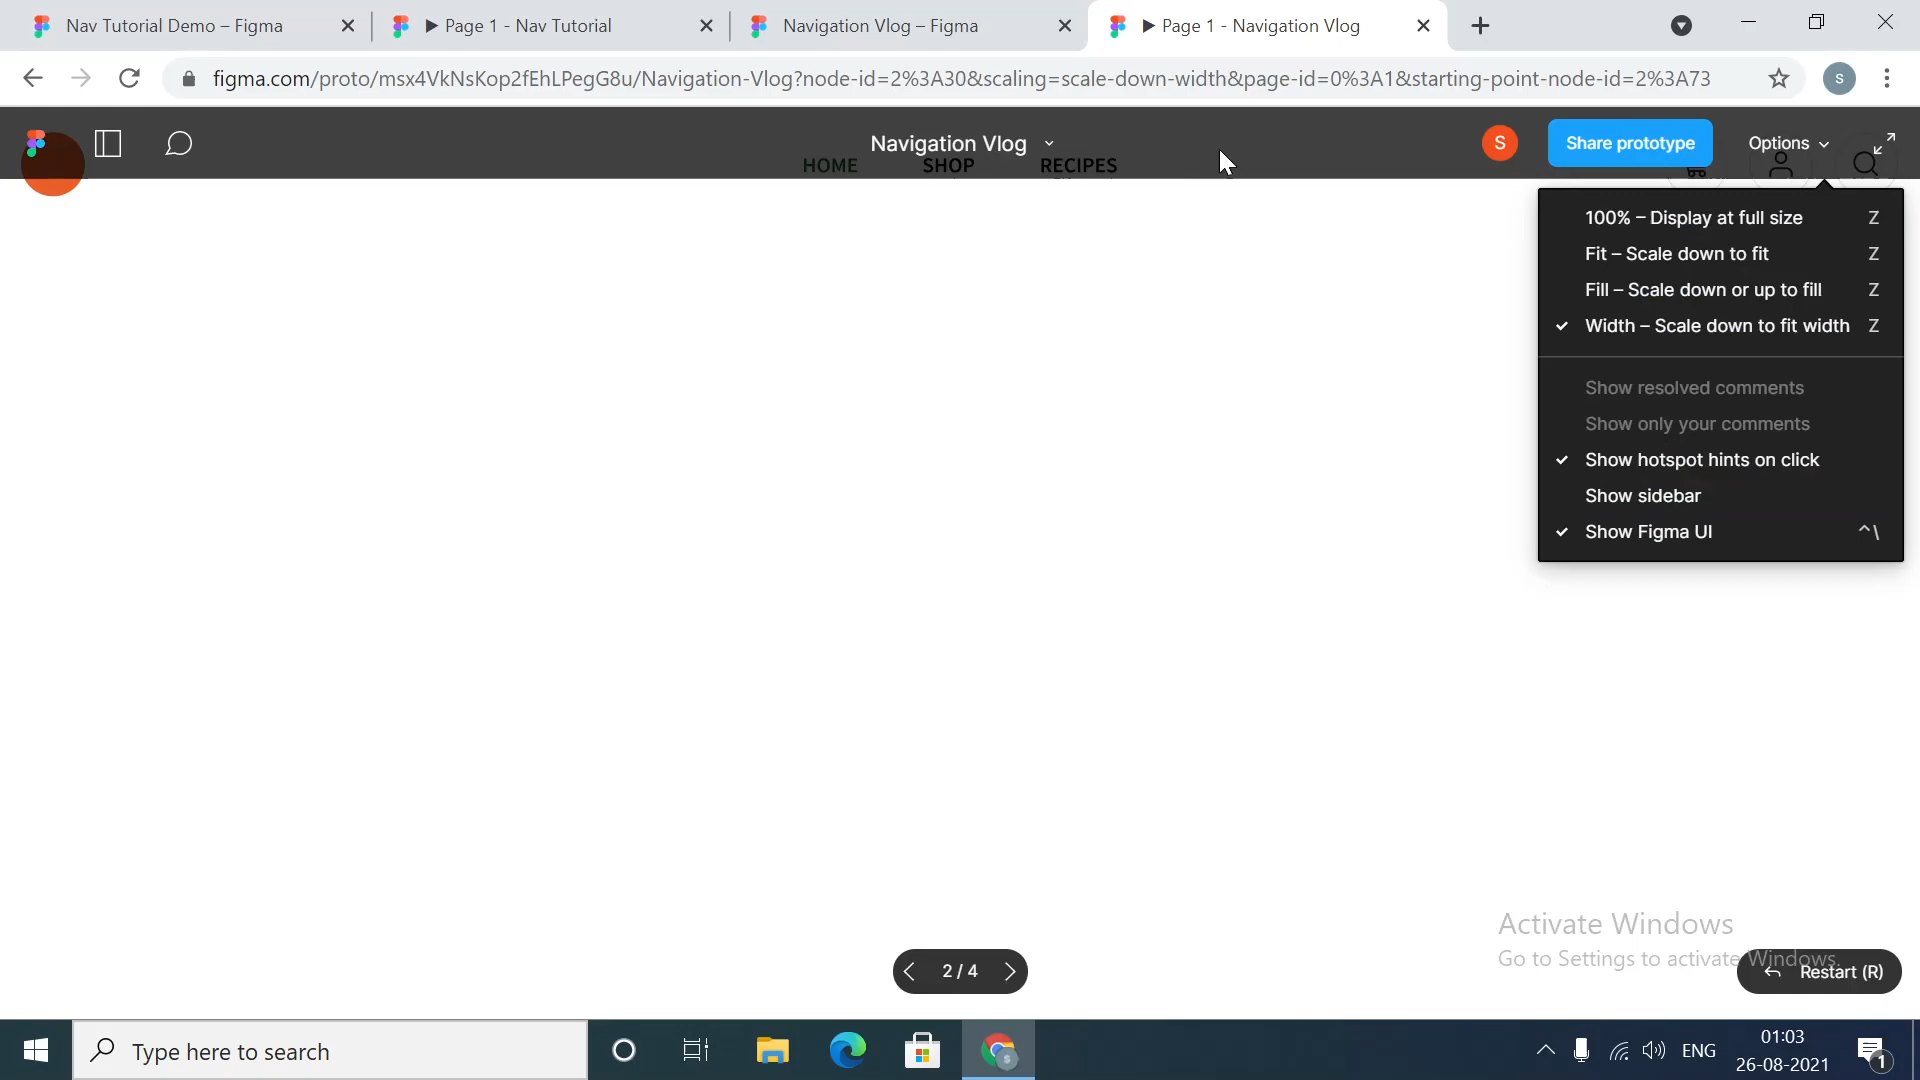 Nav Tutorial Demo – Figma
▶ Page 1 - Nav Tutorial
Navigation Vlog – Figma
▶ Page 1 - Navigation Vlog
figma.com/proto/msx4VkNsKop2fEhLPegG8u/Navigation-Vlog?node-id=2%3A30&scaling=scale-down-width&page-id=0%3A1&starting-point-node-id=2%3A73
S
Navigation Vlog
S
Share prototype
Options
HOME
SHOP
RECIPES
100% – Display at full size Z
Fit – Scale down to fit Z
Fill – Scale down or up to fill Z
Width – Scale down to fit width Z
Show resolved comments
Show only your comments
Show hotspot hints on click
Show sidebar
Show Figma UI ^\
Activate Windows
Go to Settings to activate Windows.
2 / 4
Restart (R)
Type here to search
ENG
01:03
26-08-2021
1